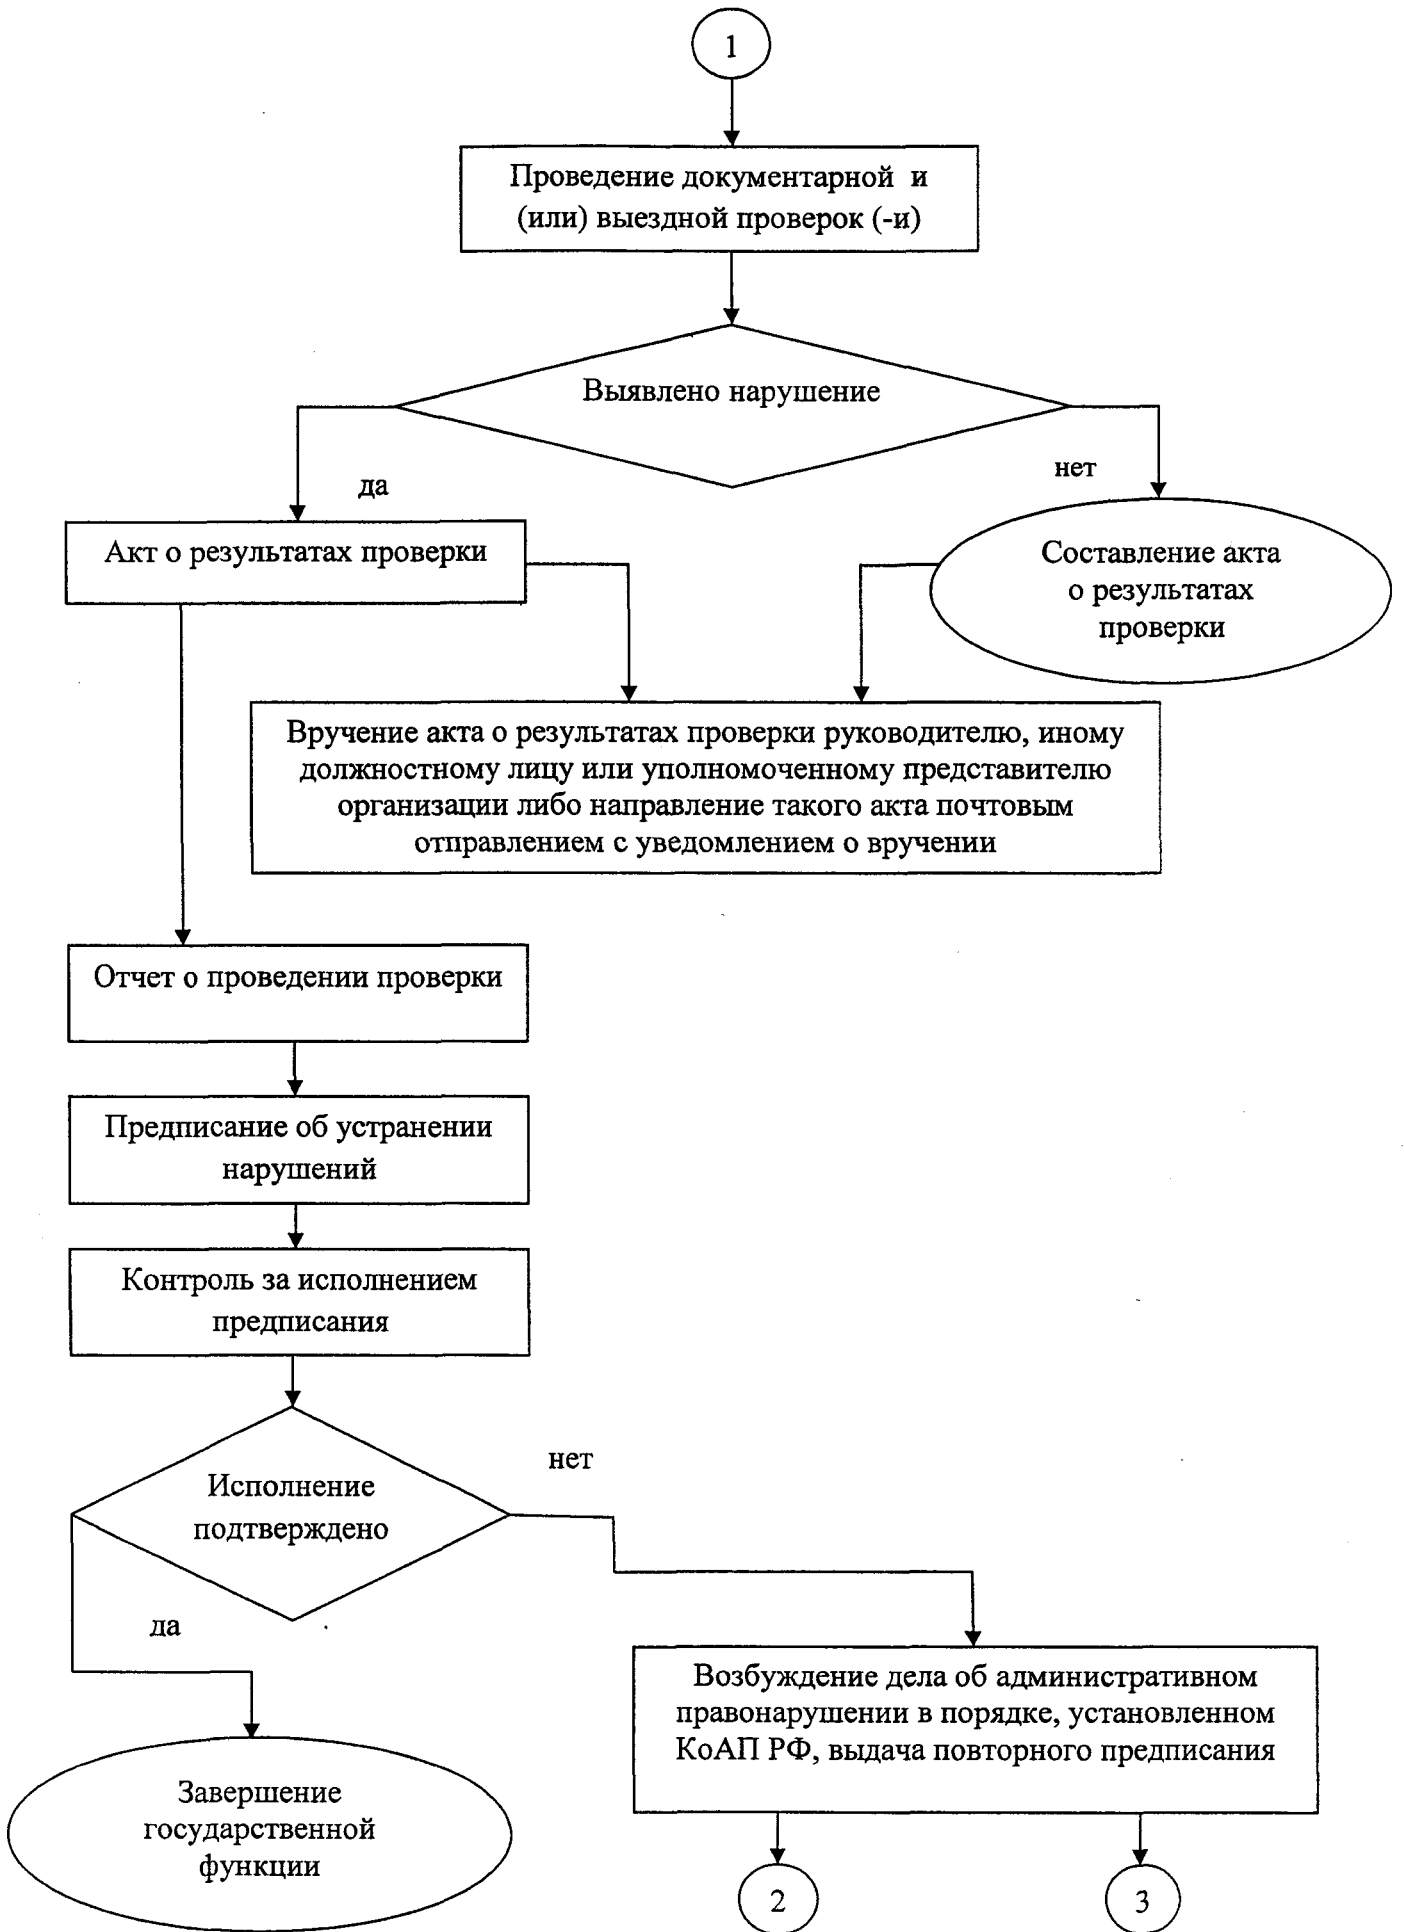 1
Проведение документарной и
(или) выездной проверок (-и)
Выявлено нарушение
да
нет
Акт о результатах проверки
Составление акта
о результатах
проверки
Вручение акта о результатах проверки руководителю, иному
должностному лицу или уполномоченному представителю
организации либо направление такого акта почтовым
отправлением с уведомлением о вручении
Отчет о проведении проверки
Предписание об устранении
нарушений
Контроль за исполнением
предписания
Исполнение
подтверждено
нет
да
Возбуждение дела об административном
правонарушении в порядке, установленном
КоАП РФ, выдача повторного предписания
Завершение
государственной
функции
2
3